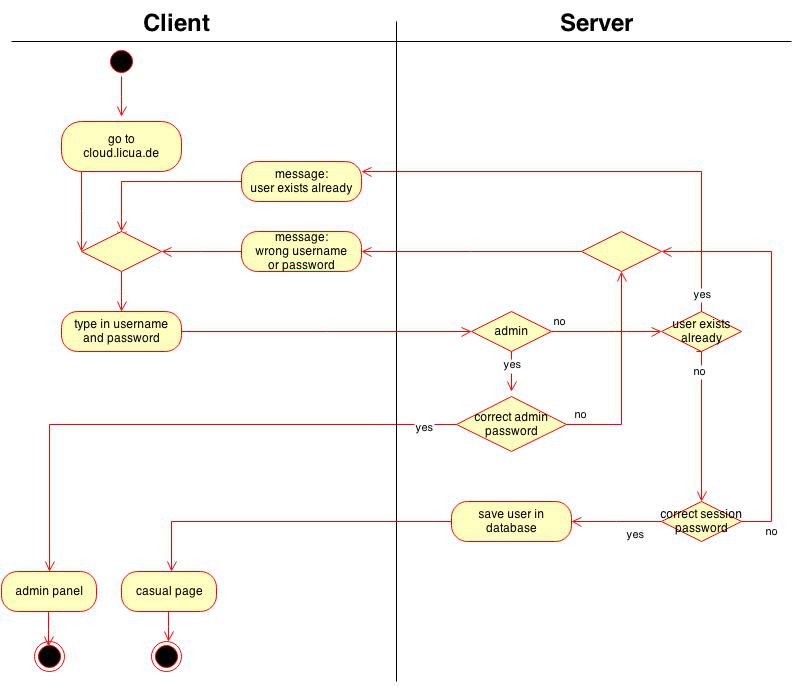 Client
Server
go to
cloud.licua.de
message:
user exists already
message:
wrong username
or password
yes
type in username
and password
admin
no
user exists
already
yes
no
correct admin
password
no
yes
save user in
database
correct session
password
yes
no
admin panel
casual page